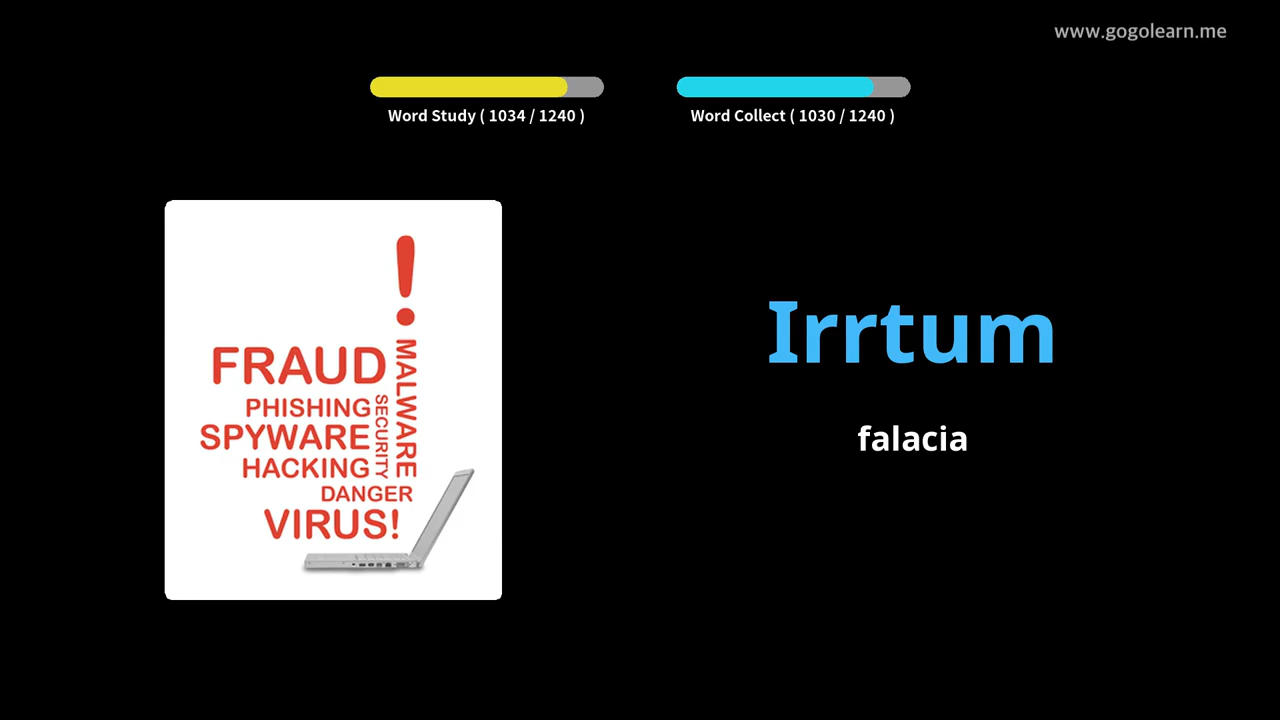 www.gogolearn.me
Word Study ( 1034 / 1240 )
Word Collect ( 1030 / 1240 )
!
FRAUD
MALWARE
PHISHING
SECURITY
SPYWARE
HACKING
DANGER
VIRUS!
Irrtum
falacia